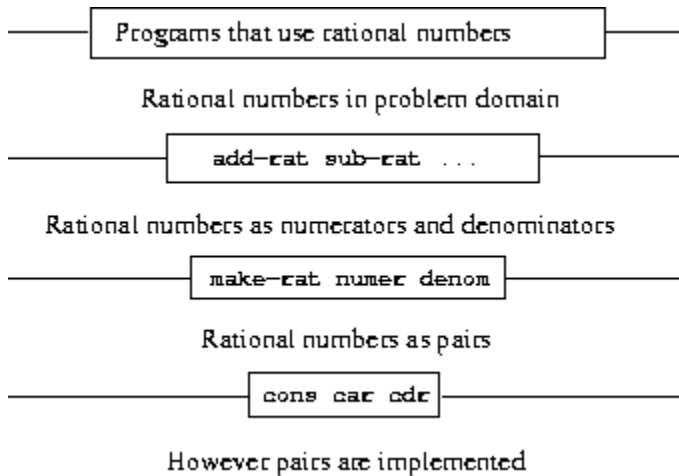 Programs that use rational numbers
Rational numbers in problem domain
add-rat sub-rat ...
Rational numbers as numerators and denominators
make-rat numer denom
Rational numbers as pairs
cons car cdr
However pairs are implemented